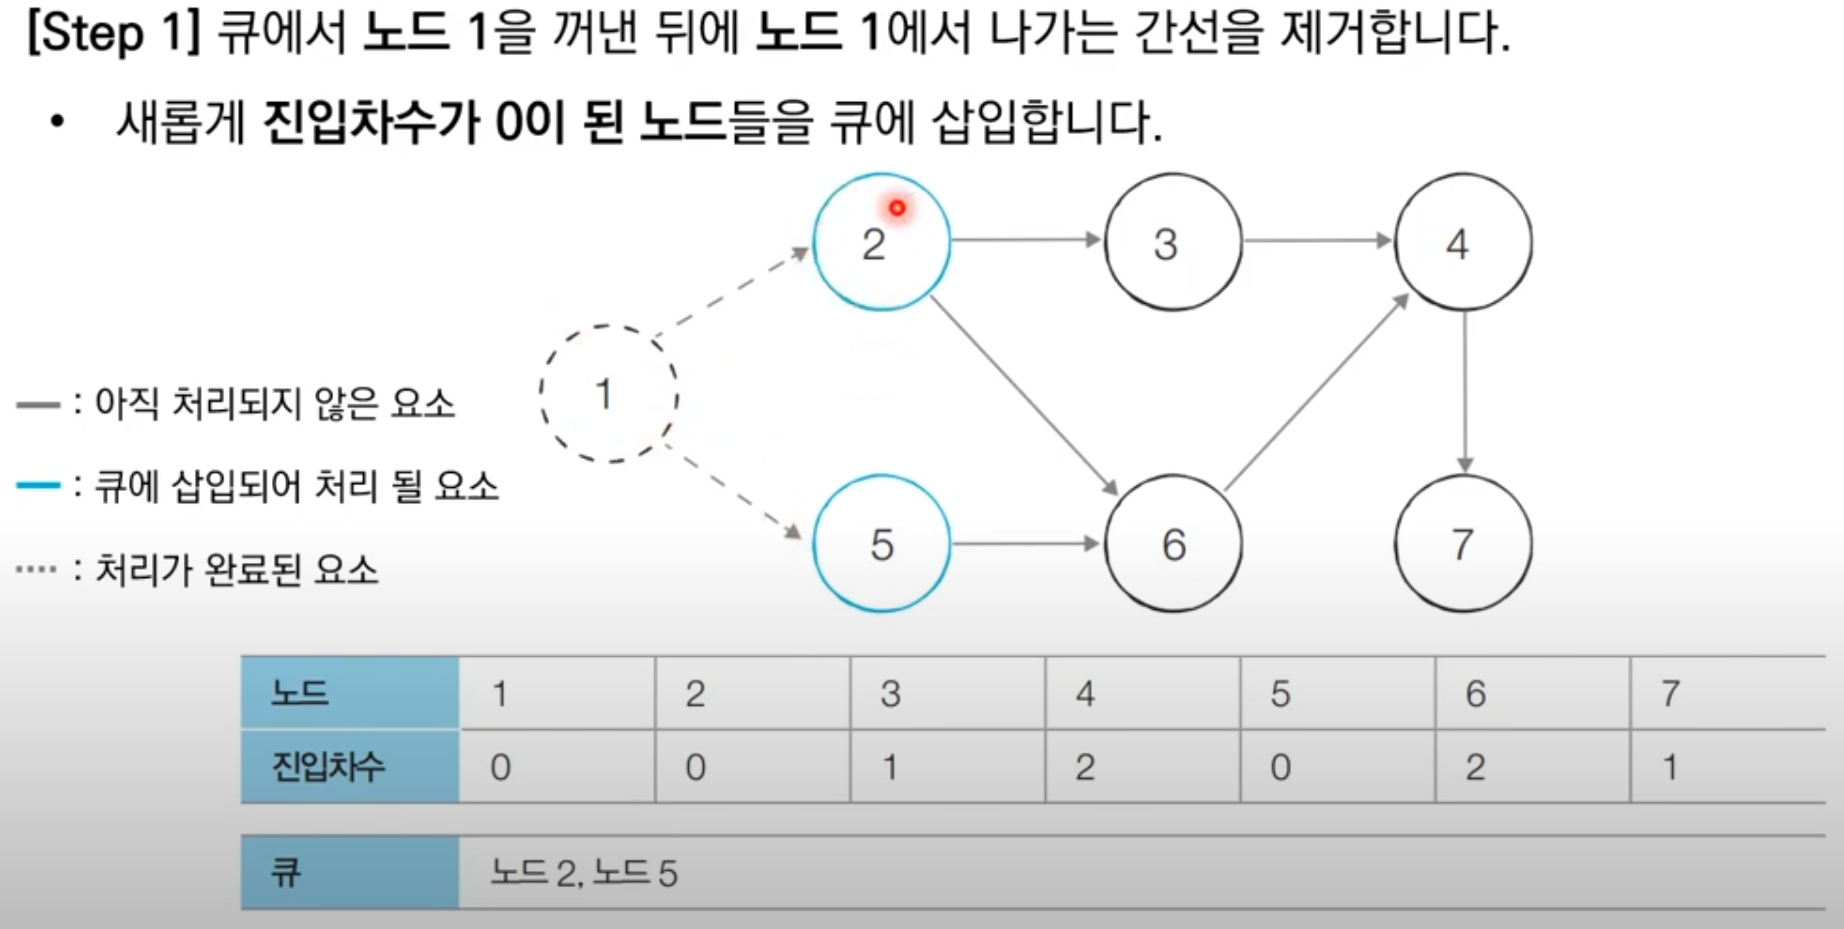 [Step 1] 큐에서 노드 1을 꺼낸 뒤에 노드 1에서 나가는 간선을 제거합니다.
• 새롭게 진입차수가 0이 된 노드들을 큐에 삽입합니다.
2
3
4
1
: 아직 처리되지 않은 요소
: 큐에 삽입되어 처리 될 요소
: 처리가 완료된 요소
5
6
7
노드 1 2 3 4 5 6 7
진입차수 0 0 1 2 0 2 1
큐 노드 2, 노드 5